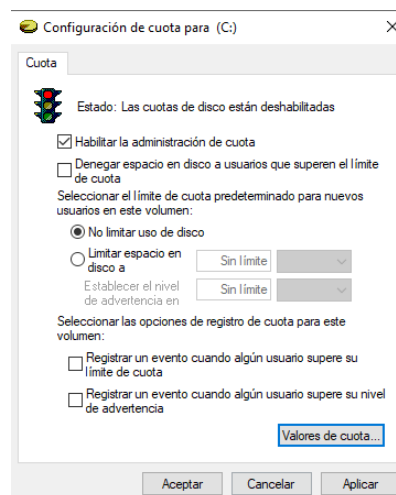 Configuración de cuota para (C:)
Cuota
Estado: Las cuotas de disco están deshabilitadas
Habilitar la administración de cuota
Denegar espacio en disco a usuarios que superen el límite
de cuota
Seleccionar el límite de cuota predeterminado para nuevos
usuarios en este volumen:
No limitar uso de disco
Limitar espacio en
disco a
Sin límite
Establecer el nivel
de advertencia en
Sin límite
Seleccionar las opciones de registro de cuota para este
volumen:
Registrar un evento cuando algún usuario supere su
límite de cuota
Registrar un evento cuando algún usuario supere su nivel
de advertencia
Valores de cuota...
Aceptar Cancelar Aplicar